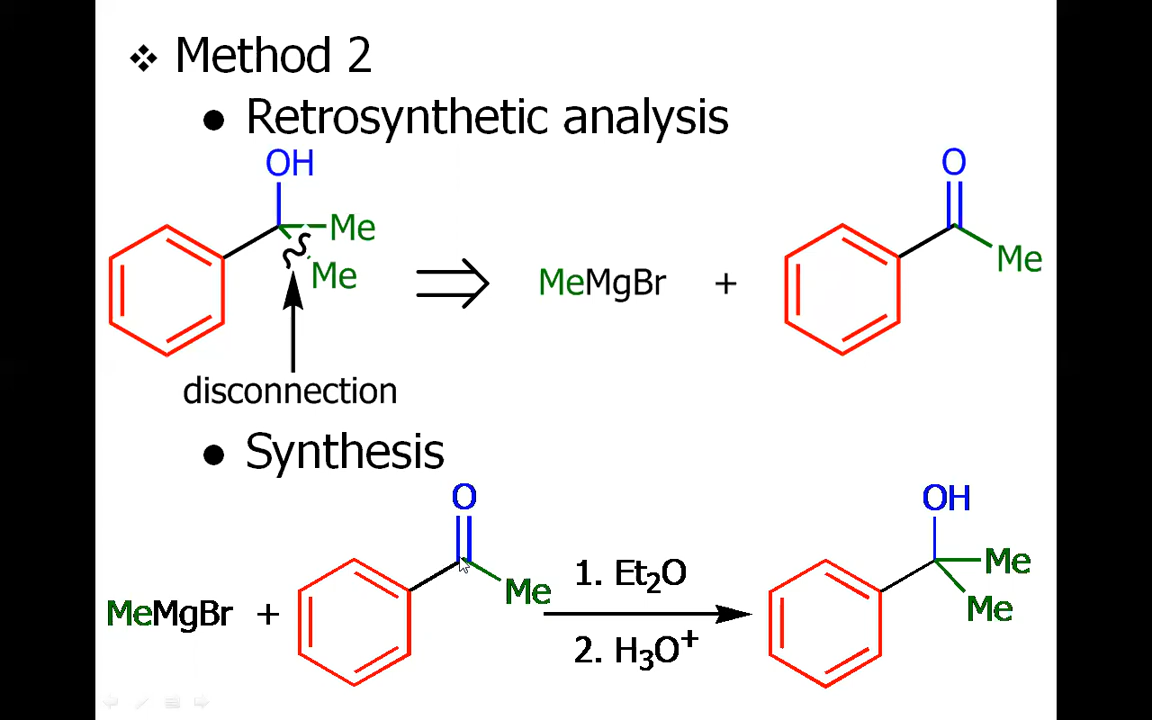 ❖ Method 2
● Retrosynthetic analysis
OH
Me
Me
MeMgBr +
O
Me
disconnection
● Synthesis
MeMgBr +
O
Me
1. Et₂O
2. H₃O⁺
OH
Me
Me